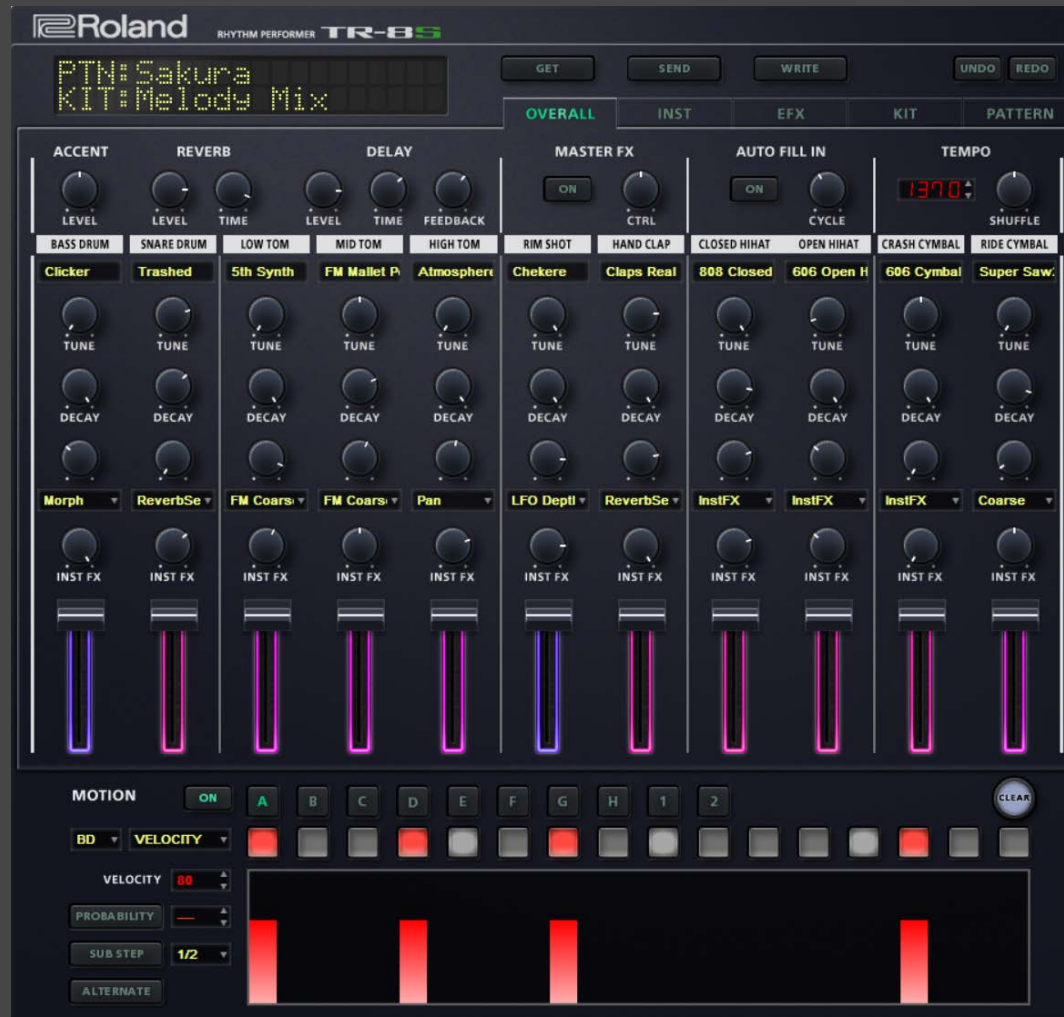 Roland RHYTHM PERFORMER TR-8S
PTN:Sakura
KIT:Melody Mix
GET SEND WRITE UNDO REDO
OVERALL INST EFX KIT PATTERN
ACCENT REVERB DELAY MASTER FX AUTO FILL IN TEMPO
ON ON 137.0
LEVEL LEVEL TIME LEVEL TIME FEEDBACK CTRL CYCLE SHUFFLE
BASS DRUM SNARE DRUM LOW TOM MID TOM HIGH TOM RIM SHOT HAND CLAP CLOSED HIHAT OPEN HIHAT CRASH CYMBAL RIDE CYMBAL
Clicker Trashed 5th Synth FM Mallet P Atmosphere Chekere Claps Real 808 Closed 606 Open H 606 Cymbal Super Saw
TUNE TUNE TUNE TUNE TUNE TUNE TUNE TUNE TUNE TUNE TUNE
DECAY DECAY DECAY DECAY DECAY DECAY DECAY DECAY DECAY DECAY DECAY
Morph ReverbSe FM Coars FM Coars Pan LFO Deptl ReverbSe InstFX InstFX InstFX Coarse
INST FX INST FX INST FX INST FX INST FX INST FX INST FX INST FX INST FX INST FX INST FX
MOTION ON A B C D E F G H 1 2 CLEAR
BD VELOCITY
VELOCITY 80
PROBABILITY —
SUB STEP 1/2
ALTERNATE